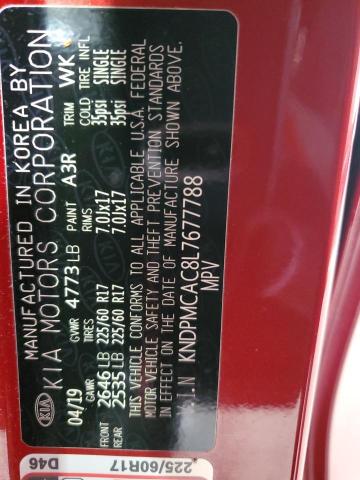 MANUFACTURED IN KOREA BY
KIA MOTORS CORPORATION
KIA
04/19 GVWR 4773 LB PAINT A3R TRIM WK
GAWR TIRES RIMS COLD TIRE INFL
FRONT 2646 LB 225/60 R17 7.0Jx17 35psi SINGLE
REAR 2535 LB 225/60 R17 7.0Jx17 35psi SINGLE
THIS VEHICLE CONFORMS TO ALL APPLICABLE U.S.A. FEDERAL
MOTOR VEHICLE SAFETY AND THEFT PREVENTION STANDARDS
IN EFFECT ON THE DATE OF MANUFACTURE SHOWN ABOVE.
V.I.N KNDPMCAC8L7677788
MPV
225/60R17
D46